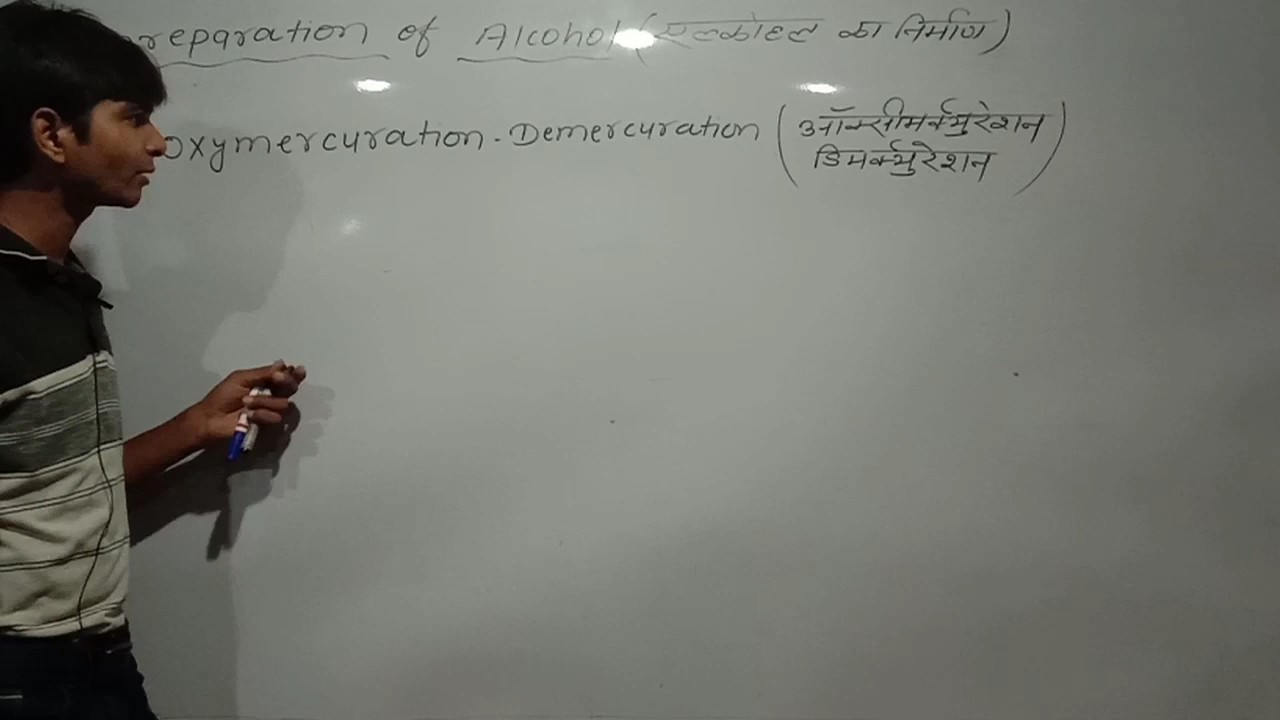 reparation of Alcohol (एल्कोहल का निर्माण)
oxymercuration-Demercuration (ऑक्सीमर्क्युरेशन
डिमर्क्युरेशन)